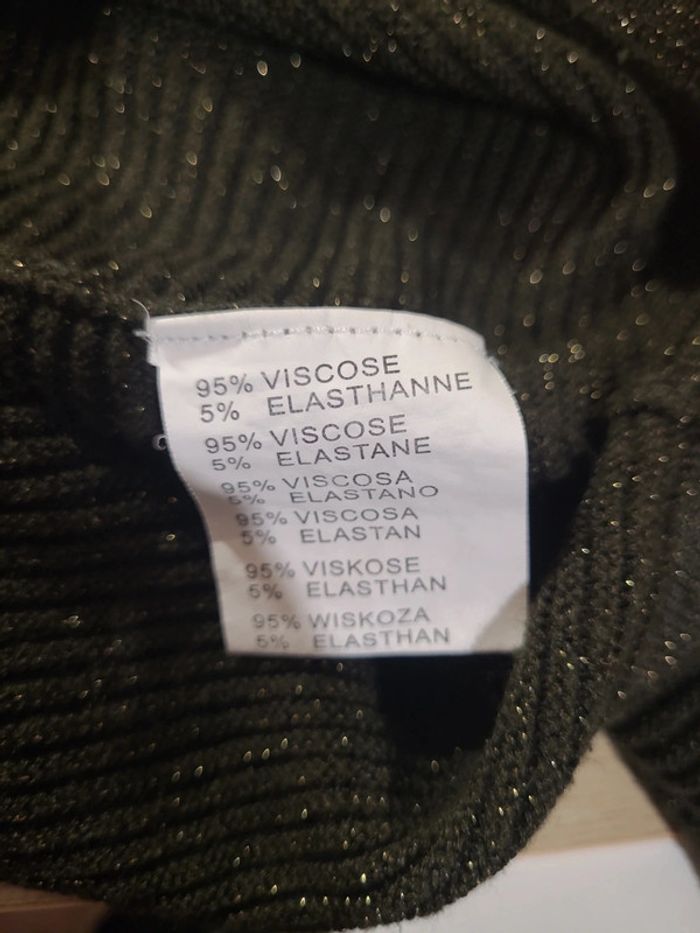 95% VISCOSE
5% ELASTHANNE
95% VISCOSE
5% ELASTANE
95% VISCOSA
5% ELASTANO
95% VISCOSA
5% ELASTAN
95% VISKOSE
5% ELASTHAN
95% WISKOZA
5% ELASTHAN